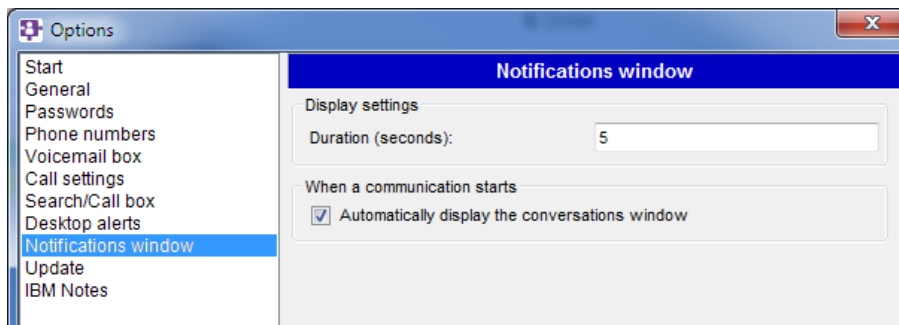 Options
Start
General
Passwords
Phone numbers
Voicemail box
Call settings
Search/Call box
Desktop alerts
Notifications window
Update
IBM Notes
Notifications window
Display settings
Duration (seconds): 5
When a communication starts
Automatically display the conversations window